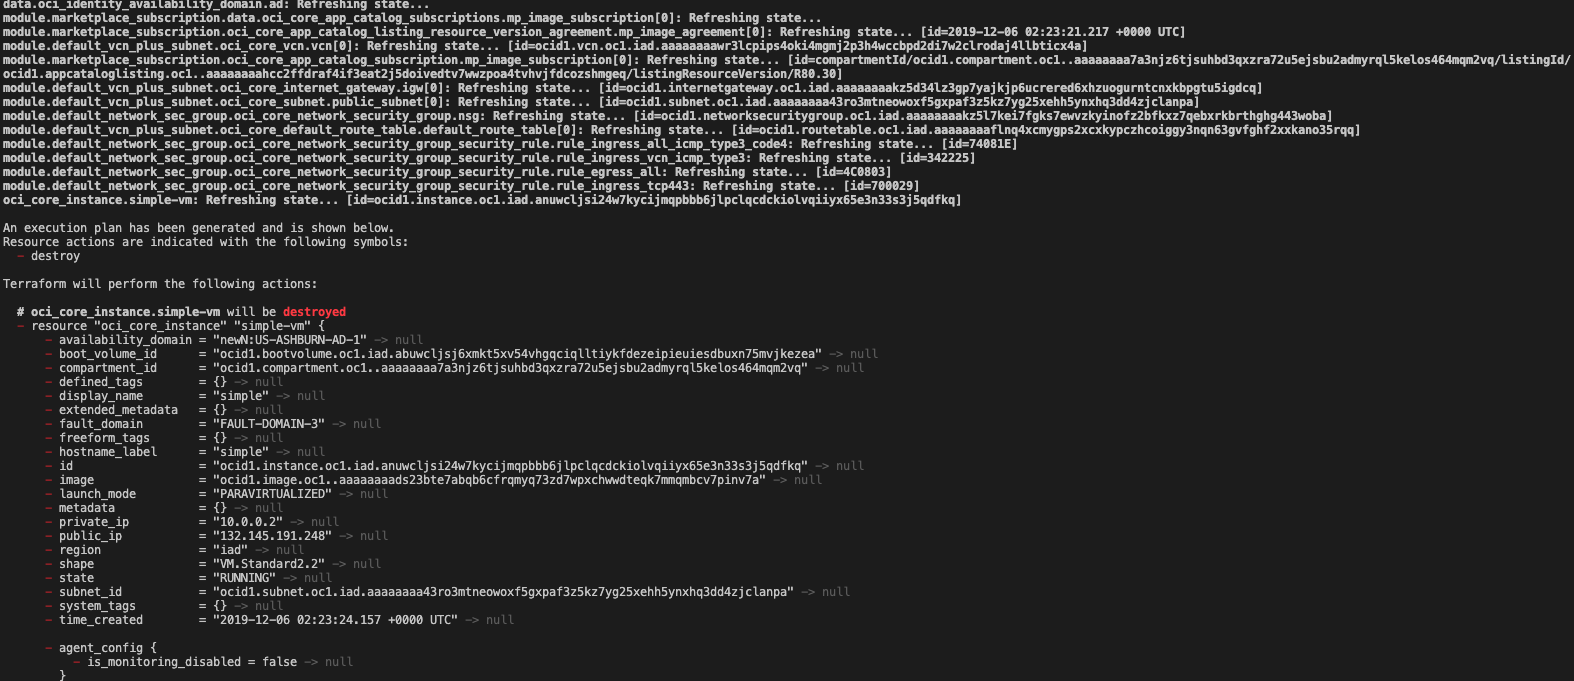 data.oci_identity_availability_domain.ad: Refreshing state...
module.marketplace_subscription.data.oci_core_app_catalog_subscriptions.mp_image_subscription[0]: Refreshing state...
module.marketplace_subscription.oci_core_app_catalog_listing_resource_version_agreement.mp_image_agreement[0]: Refreshing state... [id=2019-12-06 02:23:21.217 +0000 UTC]
module.default_vcn_plus_subnet.oci_core_vcn.vcn[0]: Refreshing state... [id=ocid1.vcn.oc1.iad.aaaaaaaawr3lcpips4oki4mgmj2p3h4wccbpd2di7w2clrodaj4llbticx4a]
module.marketplace_subscription.oci_core_app_catalog_subscription.mp_image_subscription[0]: Refreshing state... [id=compartmentId/ocid1.compartment.oc1..aaaaaaaa7a3njz6tjsuhbd3qxzra72u5ejsbu2admyrql5kelos464mqm2vq/listingId/
ocid1.appcataloglisting.oc1..aaaaaaaahcc2ffdraf4if3eat2j5doivedtv7wwzpoa4tvhvjfdcozshmgeq/listingResourceVersion/R80.30]
module.default_vcn_plus_subnet.oci_core_internet_gateway.igw[0]: Refreshing state... [id=ocid1.internetgateway.oc1.iad.aaaaaaaakz5d34lz3gp7yajkjp6ucrered6xhzuogurntcnxkbpgtu5igdcq]
module.default_vcn_plus_subnet.oci_core_subnet.public_subnet[0]: Refreshing state... [id=ocid1.subnet.oc1.iad.aaaaaaaa43ro3mtneowoxf5gxpaf3z5kz7yg25xehh5ynxhq3dd4zjclanpa]
module.default_network_sec_group.oci_core_network_security_group.nsg: Refreshing state... [id=ocid1.networksecuritygroup.oc1.iad.aaaaaaaakz5l7kei7fgks7ewvzkyinofz2bfkxz7qebxrkbrthghg443woba]
module.default_vcn_plus_subnet.oci_core_default_route_table.default_route_table[0]: Refreshing state... [id=ocid1.routetable.oc1.iad.aaaaaaaaflnq4xcmygps2xcxkypczhcoiggy3nqn63gvfghf2xxkano35rqq]
module.default_network_sec_group.oci_core_network_security_group_security_rule.rule_ingress_all_icmp_type3_code4: Refreshing state... [id=74081E]
module.default_network_sec_group.oci_core_network_security_group_security_rule.rule_ingress_vcn_icmp_type3: Refreshing state... [id=342225]
module.default_network_sec_group.oci_core_network_security_group_security_rule.rule_egress_all: Refreshing state... [id=4C0803]
module.default_network_sec_group.oci_core_network_security_group_security_rule.rule_ingress_tcp443: Refreshing state... [id=700029]
oci_core_instance.simple-vm: Refreshing state... [id=ocid1.instance.oc1.iad.anuwcljsi24w7kycijmqpbbb6jlpclqcdckiolvqiiyx65e3n33s3j5qdfkq]
An execution plan has been generated and is shown below.
Resource actions are indicated with the following symbols:
- destroy
Terraform will perform the following actions:
# oci_core_instance.simple-vm will be destroyed
- resource "oci_core_instance" "simple-vm" {
- availability_domain = "newN:US-ASHBURN-AD-1" -> null
- boot_volume_id = "ocid1.bootvolume.oc1.iad.abuwcljsj6xmkt5xv54vhgqciqlltiykfdezeipieuiesdbuxn75mvjkezea" -> null
- compartment_id = "ocid1.compartment.oc1..aaaaaaaa7a3njz6tjsuhbd3qxzra72u5ejsbu2admyrql5kelos464mqm2vq" -> null
- defined_tags = {} -> null
- display_name = "simple" -> null
- extended_metadata = {} -> null
- fault_domain = "FAULT-DOMAIN-3" -> null
- freeform_tags = {} -> null
- hostname_label = "simple" -> null
- id = "ocid1.instance.oc1.iad.anuwcljsi24w7kycijmqpbbb6jlpclqcdckiolvqiiyx65e3n33s3j5qdfkq" -> null
- image = "ocid1.image.oc1..aaaaaaaads23bte7abqb6cfrqmyq73zd7wpxchwwdteqk7mmqmbcv7pinv7a" -> null
- launch_mode = "PARAVIRTUALIZED" -> null
- metadata = {} -> null
- private_ip = "10.0.0.2" -> null
- public_ip = "132.145.191.248" -> null
- region = "iad" -> null
- shape = "VM.Standard2.2" -> null
- state = "RUNNING" -> null
- subnet_id = "ocid1.subnet.oc1.iad.aaaaaaaa43ro3mtneowoxf5gxpaf3z5kz7yg25xehh5ynxhq3dd4zjclanpa" -> null
- system_tags = {} -> null
- time_created = "2019-12-06 02:23:24.157 +0000 UTC" -> null
- agent_config {
- is_monitoring_disabled = false -> null
}